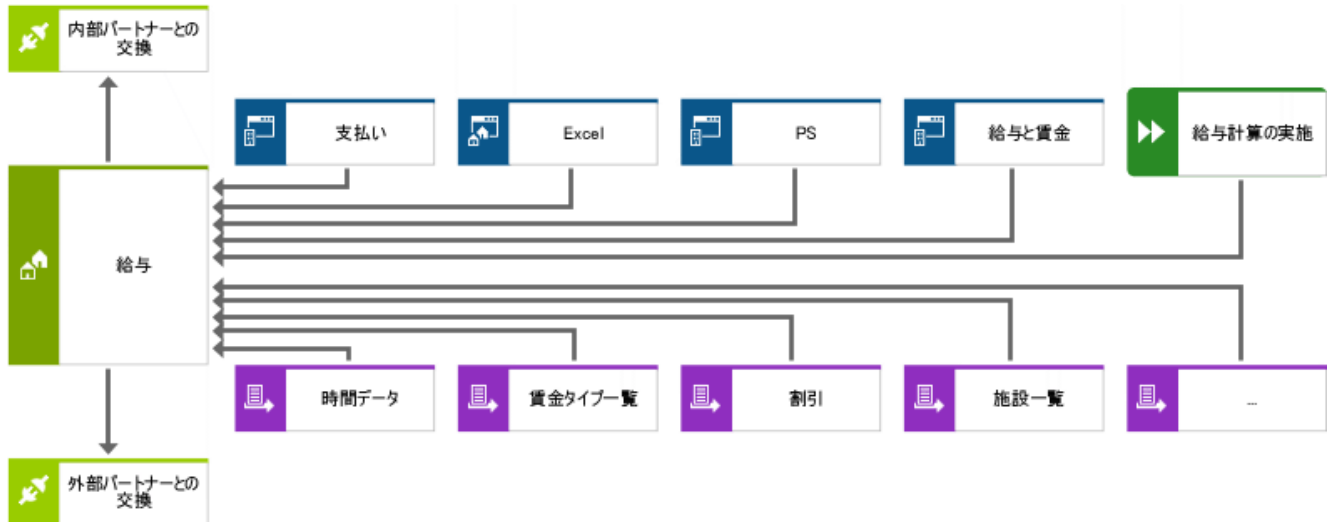 内部パートナーとの
交換
支払い
Excel
PS
給与と賃金
給与計算の実施
給与
時間データ
賃金タイプ一覧
割引
施設一覧
...
外部パートナーとの
交換